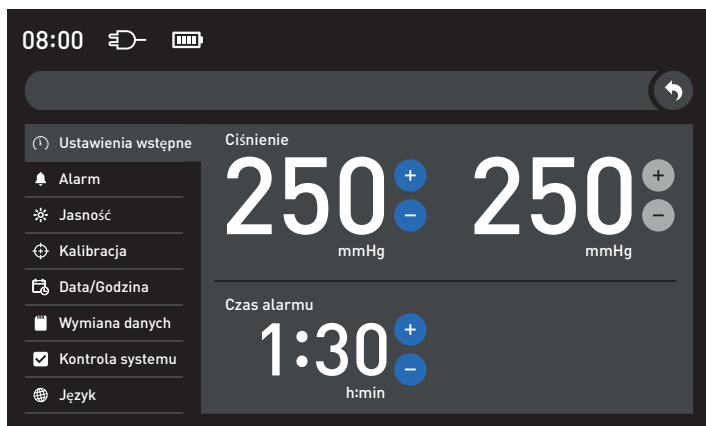 08:00
Ustawienia wstępne
Alarm
Jasność
Kalibracja
Data/Godzina
Wymiana danych
Kontrola systemu
Język
Ciśnienie
250 + − 250 + −
mmHg mmHg
Czas alarmu
1:30 + −
h:min